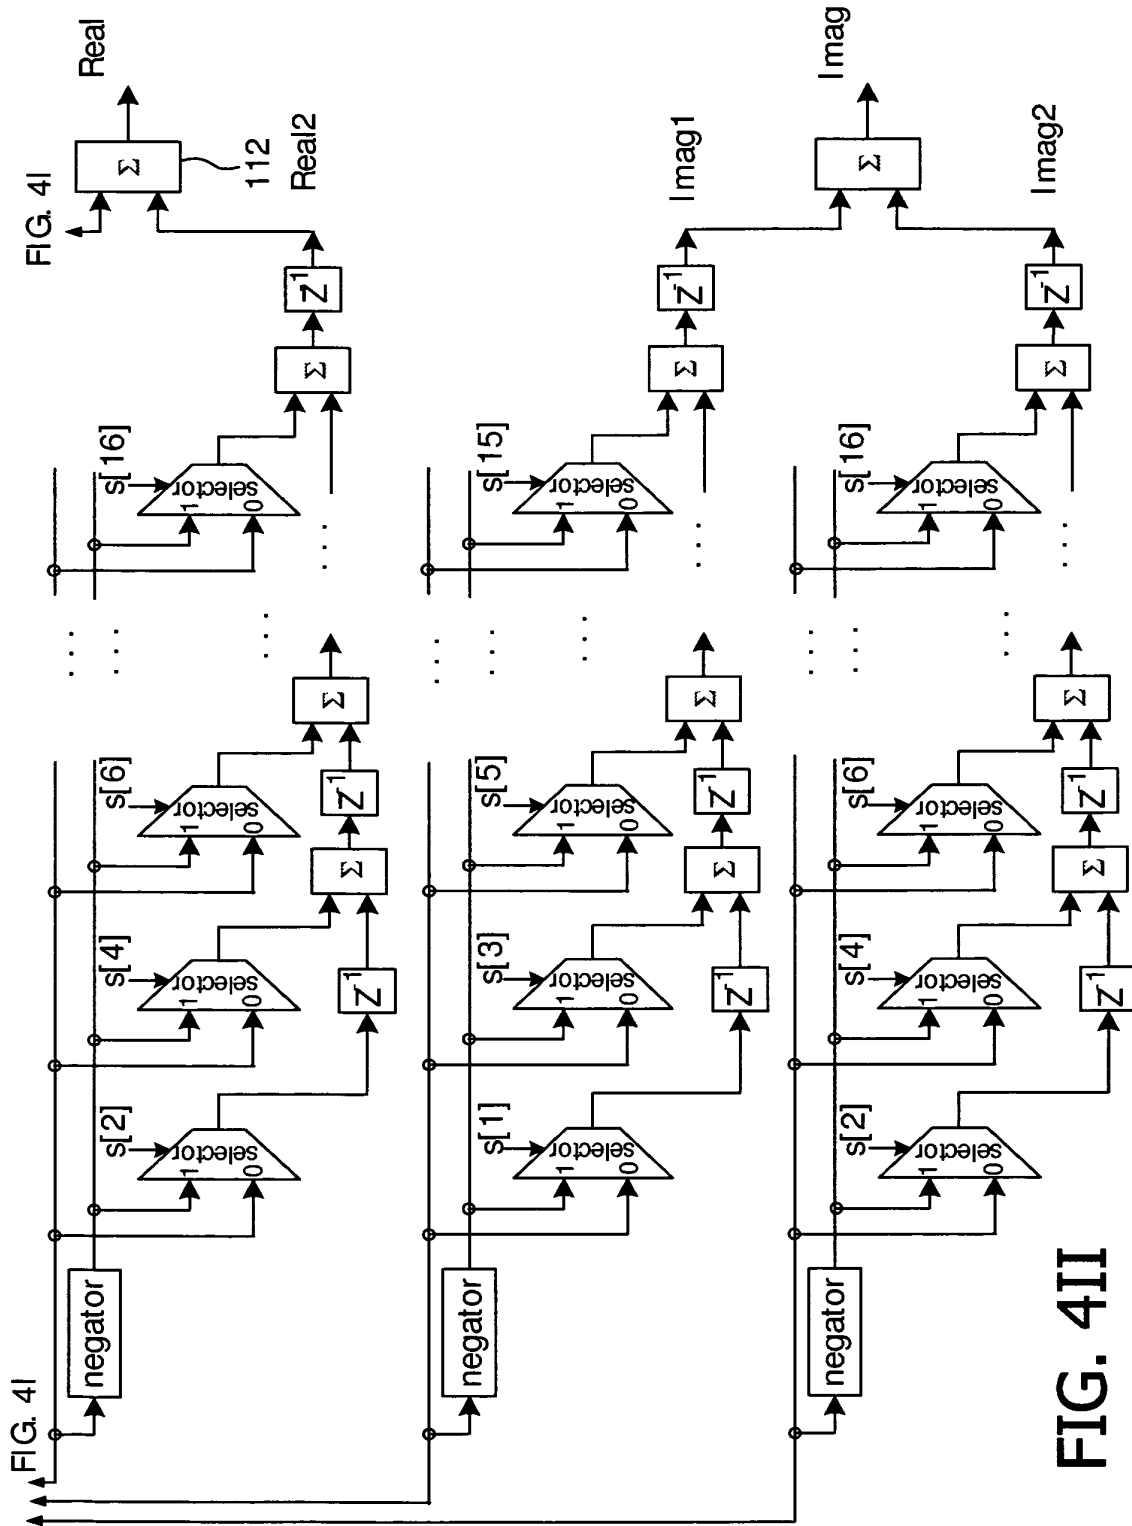 FIG. 4I
FIG. 4I
negator
s[2]
s[4]
s[6]
s[16]
Real
Σ
112
Real2
1
selector
0
1
selector
0
1
selector
0
1
selector
0
Z-1
Σ
Z-1
Σ
Σ
Z-1
negator
s[1]
s[3]
s[5]
s[15]
1
selector
0
1
selector
0
1
selector
0
1
selector
0
Z-1
Σ
Z-1
Σ
Σ
Z-1
Imag1
Σ
Imag
negator
s[2]
s[4]
s[6]
s[16]
1
selector
0
1
selector
0
1
selector
0
1
selector
0
Z-1
Σ
Z-1
Σ
Σ
Z-1
Imag2
FIG. 4II